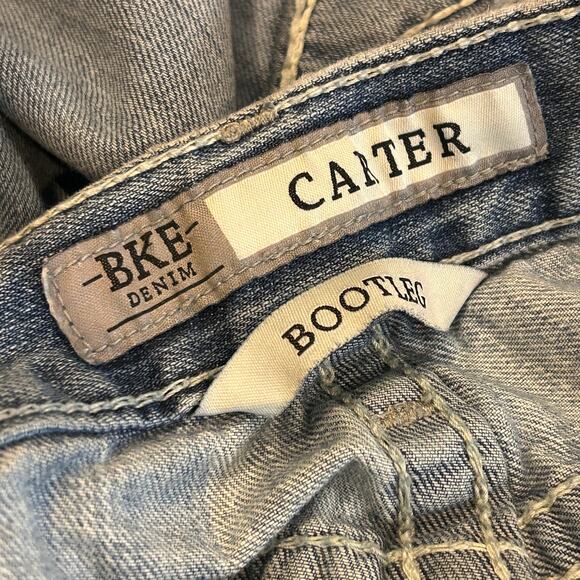 -BKE-
DENIM
CARTER
BOOTLEG